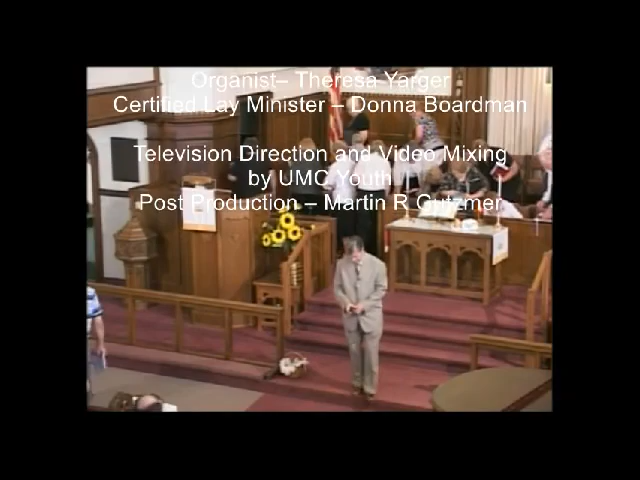 Organist– Theresa Yarger
Certified Lay Minister – Donna Boardman
Television Direction and Video Mixing
by UMC Youth
Post Production – Martin R Gutzmer